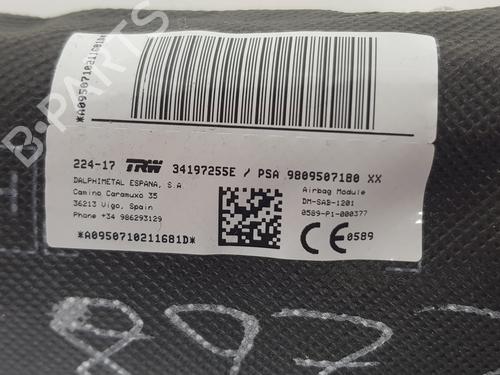 *A0950710211681D*
224-17 TRW 34197255E / PSA 9809507180 XX
DALPHIMETAL ESPANA, S.A
Camino Caramuxo 35
36213 Vigo, Spain
Phone +34 986293129
Airbag Module
DM-SAB-1201
0589-P1-000377
CE 0589
*A0950710211681D*
B-PARTS
897